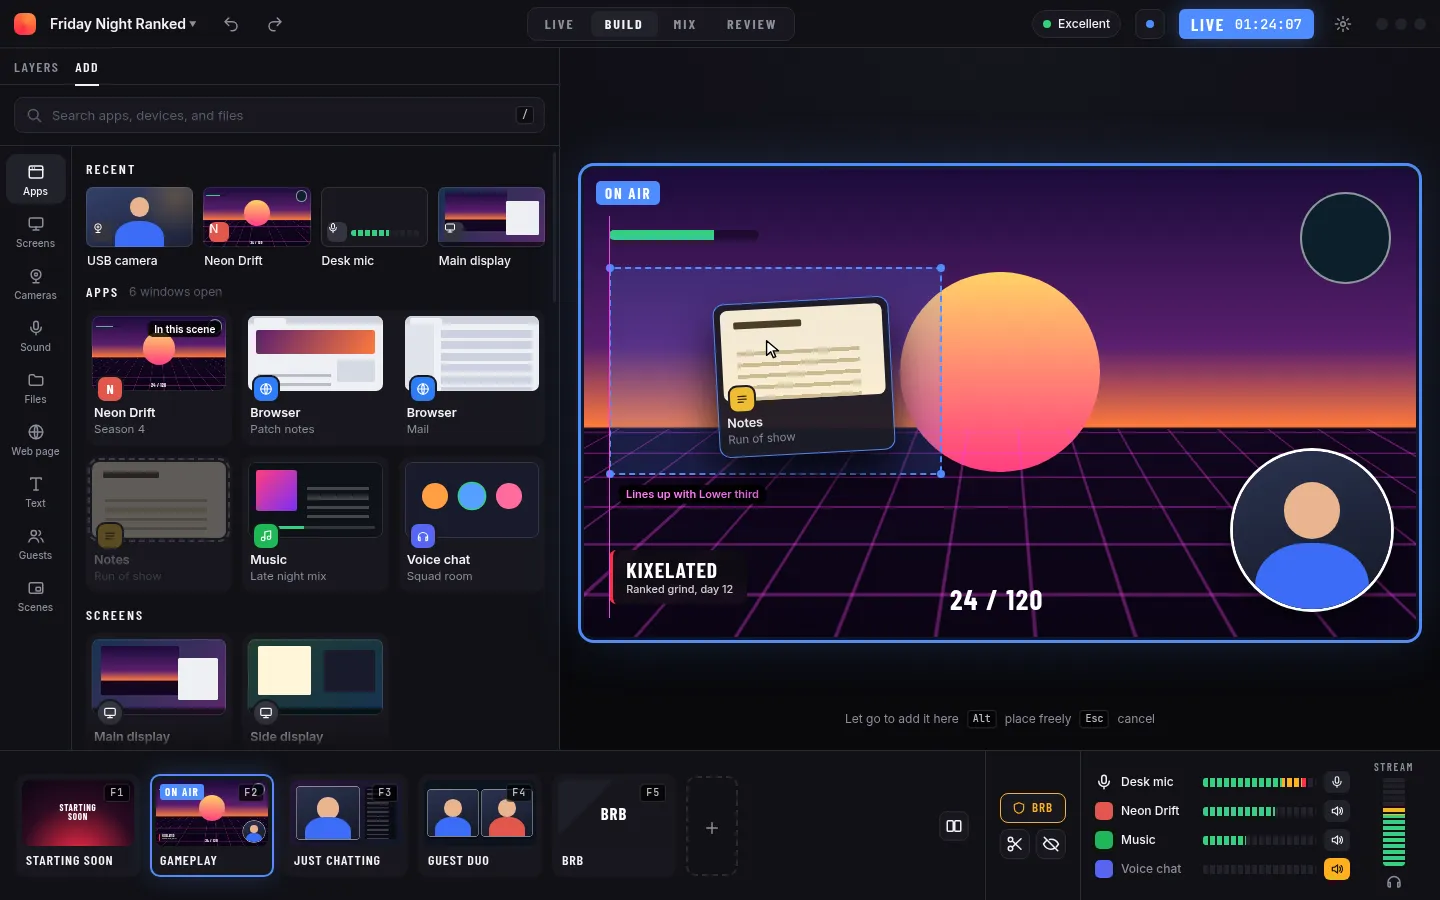 Friday Night Ranked
LIVE
BUILD
MIX
REVIEW
Excellent
LIVE 01:24:07
LAYERS
ADD
Search apps, devices, and files
/
Apps
Screens
Cameras
Sound
Files
Web page
Text
Guests
Scenes
RECENT
N
USB camera
Neon Drift
Desk mic
Main display
APPS 6 windows open
In this scene
24 / 120
N
Neon Drift
Season 4
Browser
Patch notes
Browser
Mail
Notes
Run of show
Music
Late night mix
Voice chat
Squad room
SCREENS
Main display
Side display
ON AIR
Notes
Run of show
Lines up with Lower third
KIXELATED
Ranked grind, day 12
24 / 120
Let go to add it here Alt place freely Esc cancel
F1
STARTING
SOON
STARTING SOON
ON AIR
F2
GAMEPLAY
F3
JUST CHATTING
F4
GUEST DUO
F5
BRB
BRB
+
BRB
Desk mic
Neon Drift
Music
Voice chat
STREAM